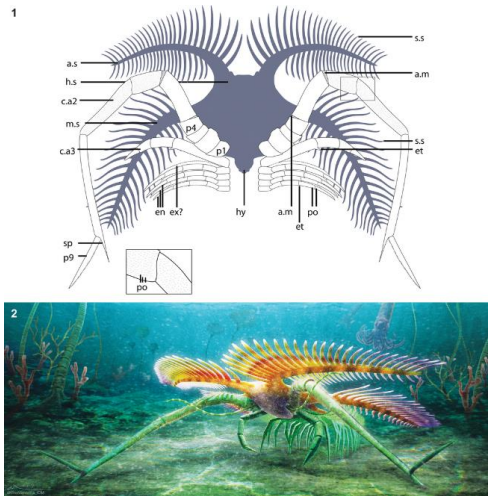 1
a.s
s.s
h.s
a.m
c.a2
m.s
p4
s.s
c.a3
p1
et
en
ex?
hy
a.m
po
et
sp
p9
po
2